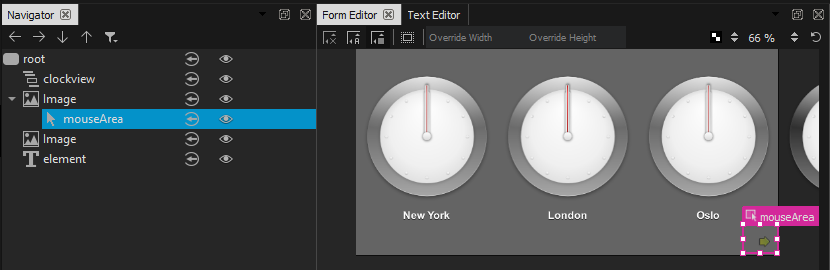 Navigator
Form Editor
Text Editor
Override Width
Override Height
66 %
root
clockview
Image
mouseArea
Image
element
New York
London
Oslo
mouseArea